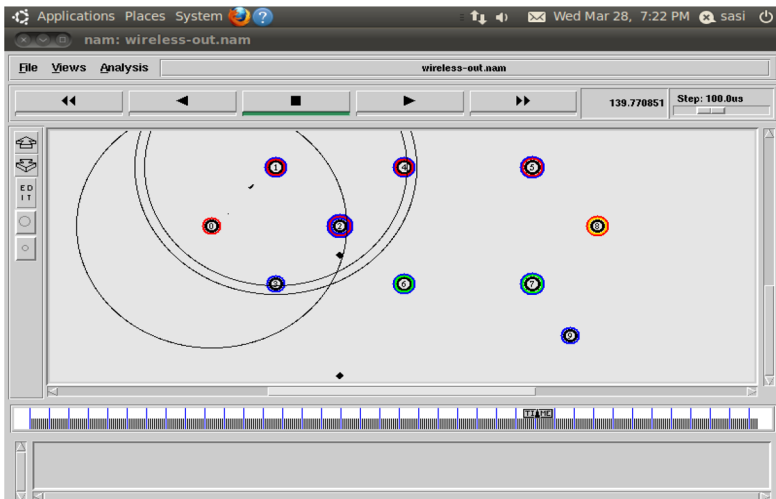 Applications Places System Wed Mar 28, 7:22 PM sasi
nam: wireless-out.nam
File Views Analysis wireless-out.nam
139.770851 Step: 100.0us
ED
IT
1 4 5
0 2 8
3 6 7
9
TIME